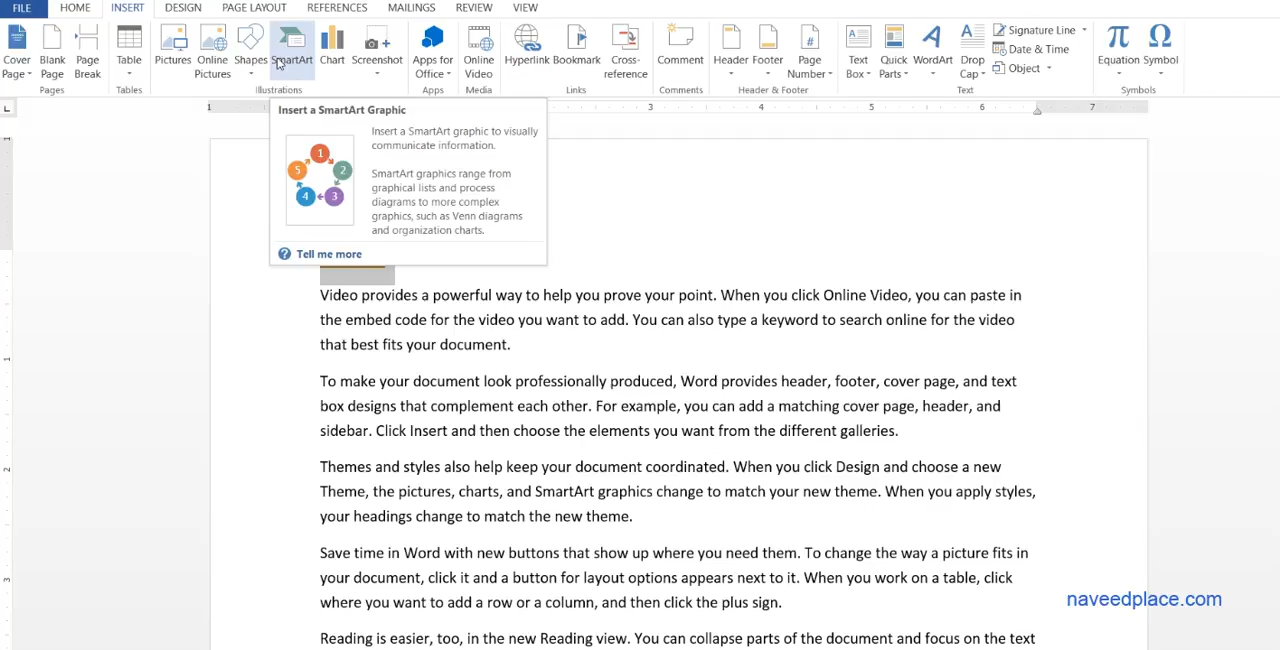 FILE HOME INSERT DESIGN PAGE LAYOUT REFERENCES MAILINGS REVIEW VIEW
Cover Page Blank Page Page Break Table Pictures Online Pictures Shapes SmartArt Chart Screenshot Apps for Office Online Video Hyperlink Bookmark Cross-reference Comment Header Footer Page Number Text Box Quick Parts WordArt Drop Cap Signature Line Date & Time Object Equation Symbol
Pages Tables Illustrations Apps Media Links Comments Header & Footer Text Symbols
1 3 4 5 6 7
Insert a SmartArt Graphic
Insert a SmartArt graphic to visually
communicate information.
SmartArt graphics range from
graphical lists and process
diagrams to more complex
graphics, such as Venn diagrams
and organization charts.
1
5 2
4 3
Tell me more
Video provides a powerful way to help you prove your point. When you click Online Video, you can paste in
the embed code for the video you want to add. You can also type a keyword to search online for the video
that best fits your document.
To make your document look professionally produced, Word provides header, footer, cover page, and text
box designs that complement each other. For example, you can add a matching cover page, header, and
sidebar. Click Insert and then choose the elements you want from the different galleries.
Themes and styles also help keep your document coordinated. When you click Design and choose a new
Theme, the pictures, charts, and SmartArt graphics change to match your new theme. When you apply styles,
your headings change to match the new theme.
Save time in Word with new buttons that show up where you need them. To change the way a picture fits in
your document, click it and a button for layout options appears next to it. When you work on a table, click
where you want to add a row or a column, and then click the plus sign.
naveedplace.com
Reading is easier, too, in the new Reading view. You can collapse parts of the document and focus on the text